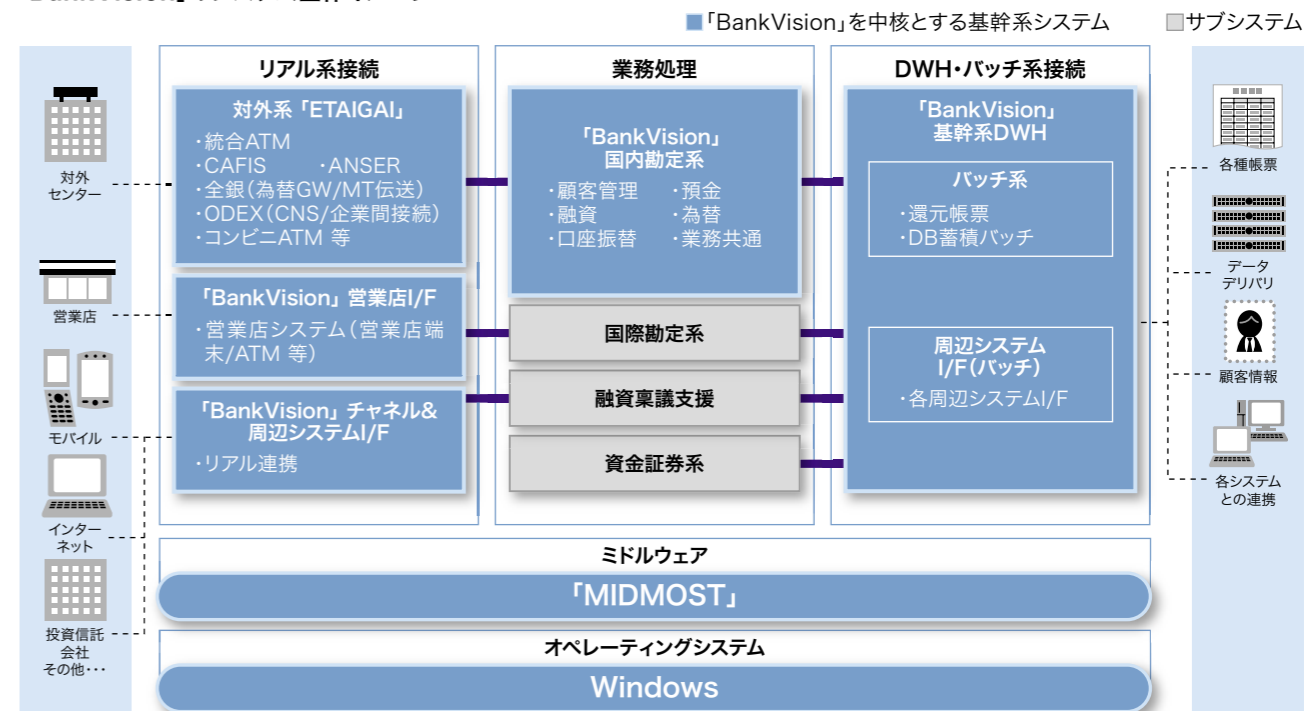 ■「BankVision」を中核とする基幹系システム
□サブシステム
リアル系接続
対外系「ETAIGAI」
・統合ATM
・CAFIS ・ANSER
・全銀(為替GW/MT伝送)
・ODEX(CNS/企業間接続)
・コンビニATM 等
「BankVision」営業店I/F
・営業店システム(営業店端
末/ATM 等)
「BankVision」チャネル&
周辺システムI/F
・リアル連携
業務処理
「BankVision」
国内勘定系
・顧客管理 ・預金
・融資 ・為替
・口座振替 ・業務共通
国際勘定系
融資稟議支援
資金証券系
DWH・バッチ系接続
「BankVision」
基幹系DWH
バッチ系
・還元帳票
・DB蓄積バッチ
周辺システム
I/F(バッチ)
・各周辺システムI/F
対外
センター
営業店
モバイル
インター
ネット
投資信託
会社
その他・・・
各種帳票
データ
デリバリ
顧客情報
各システム
との連携
ミドルウェア
「MIDMOST」
オペレーティングシステム
Windows